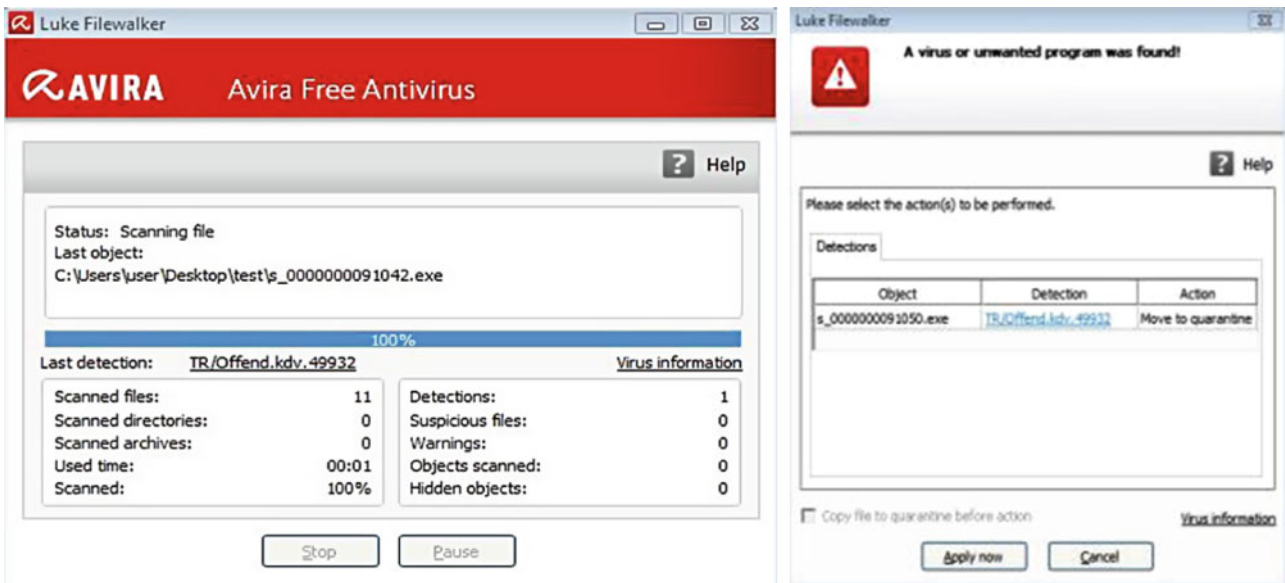 Luke Filewalker
AVIRA Avira Free Antivirus
? Help
Status: Scanning file
Last object:
C:\Users\user\Desktop\test\s_0000000091042.exe
100%
Last detection: TR/Offend.kdv.49932 Virus information
Scanned files: 11
Scanned directories: 0
Scanned archives: 0
Used time: 00:01
Scanned: 100%
Detections: 1
Suspicious files: 0
Warnings: 0
Objects scanned: 0
Hidden objects: 0
Stop Pause
Luke Filewalker
A virus or unwanted program was found!
? Help
Please select the action(s) to be performed.
Detections
Object Detection Action
s_0000000091050.exe TR/Offend.kdv.49932 Move to quarantine
Copy file to quarantine before action Virus information
Apply now Cancel